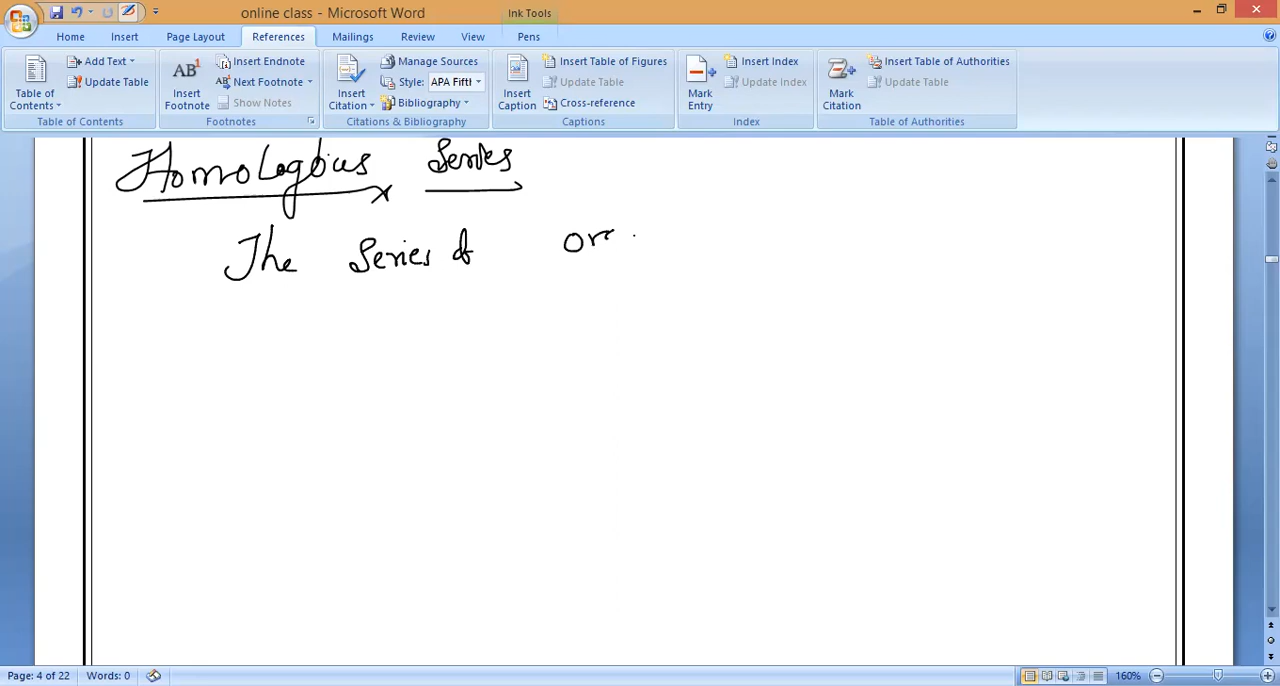 online class - Microsoft Word
Ink Tools
Home Insert Page Layout References Mailings Review View Pens
Table of Contents
Add Text
Update Table
Table of Contents
AB1 Insert Footnote
Insert Endnote
Next Footnote
Show Notes
Footnotes
Insert Citation
Manage Sources
Style: APA Fifth
Bibliography
Citations & Bibliography
Insert Caption
Insert Table of Figures
Update Table
Cross-reference
Captions
Mark Entry
Insert Index
Update Index
Index
Mark Citation
Insert Table of Authorities
Update Table
Table of Authorities
Homologous Series
The Series of or
Page: 4 of 22 Words: 0 160%